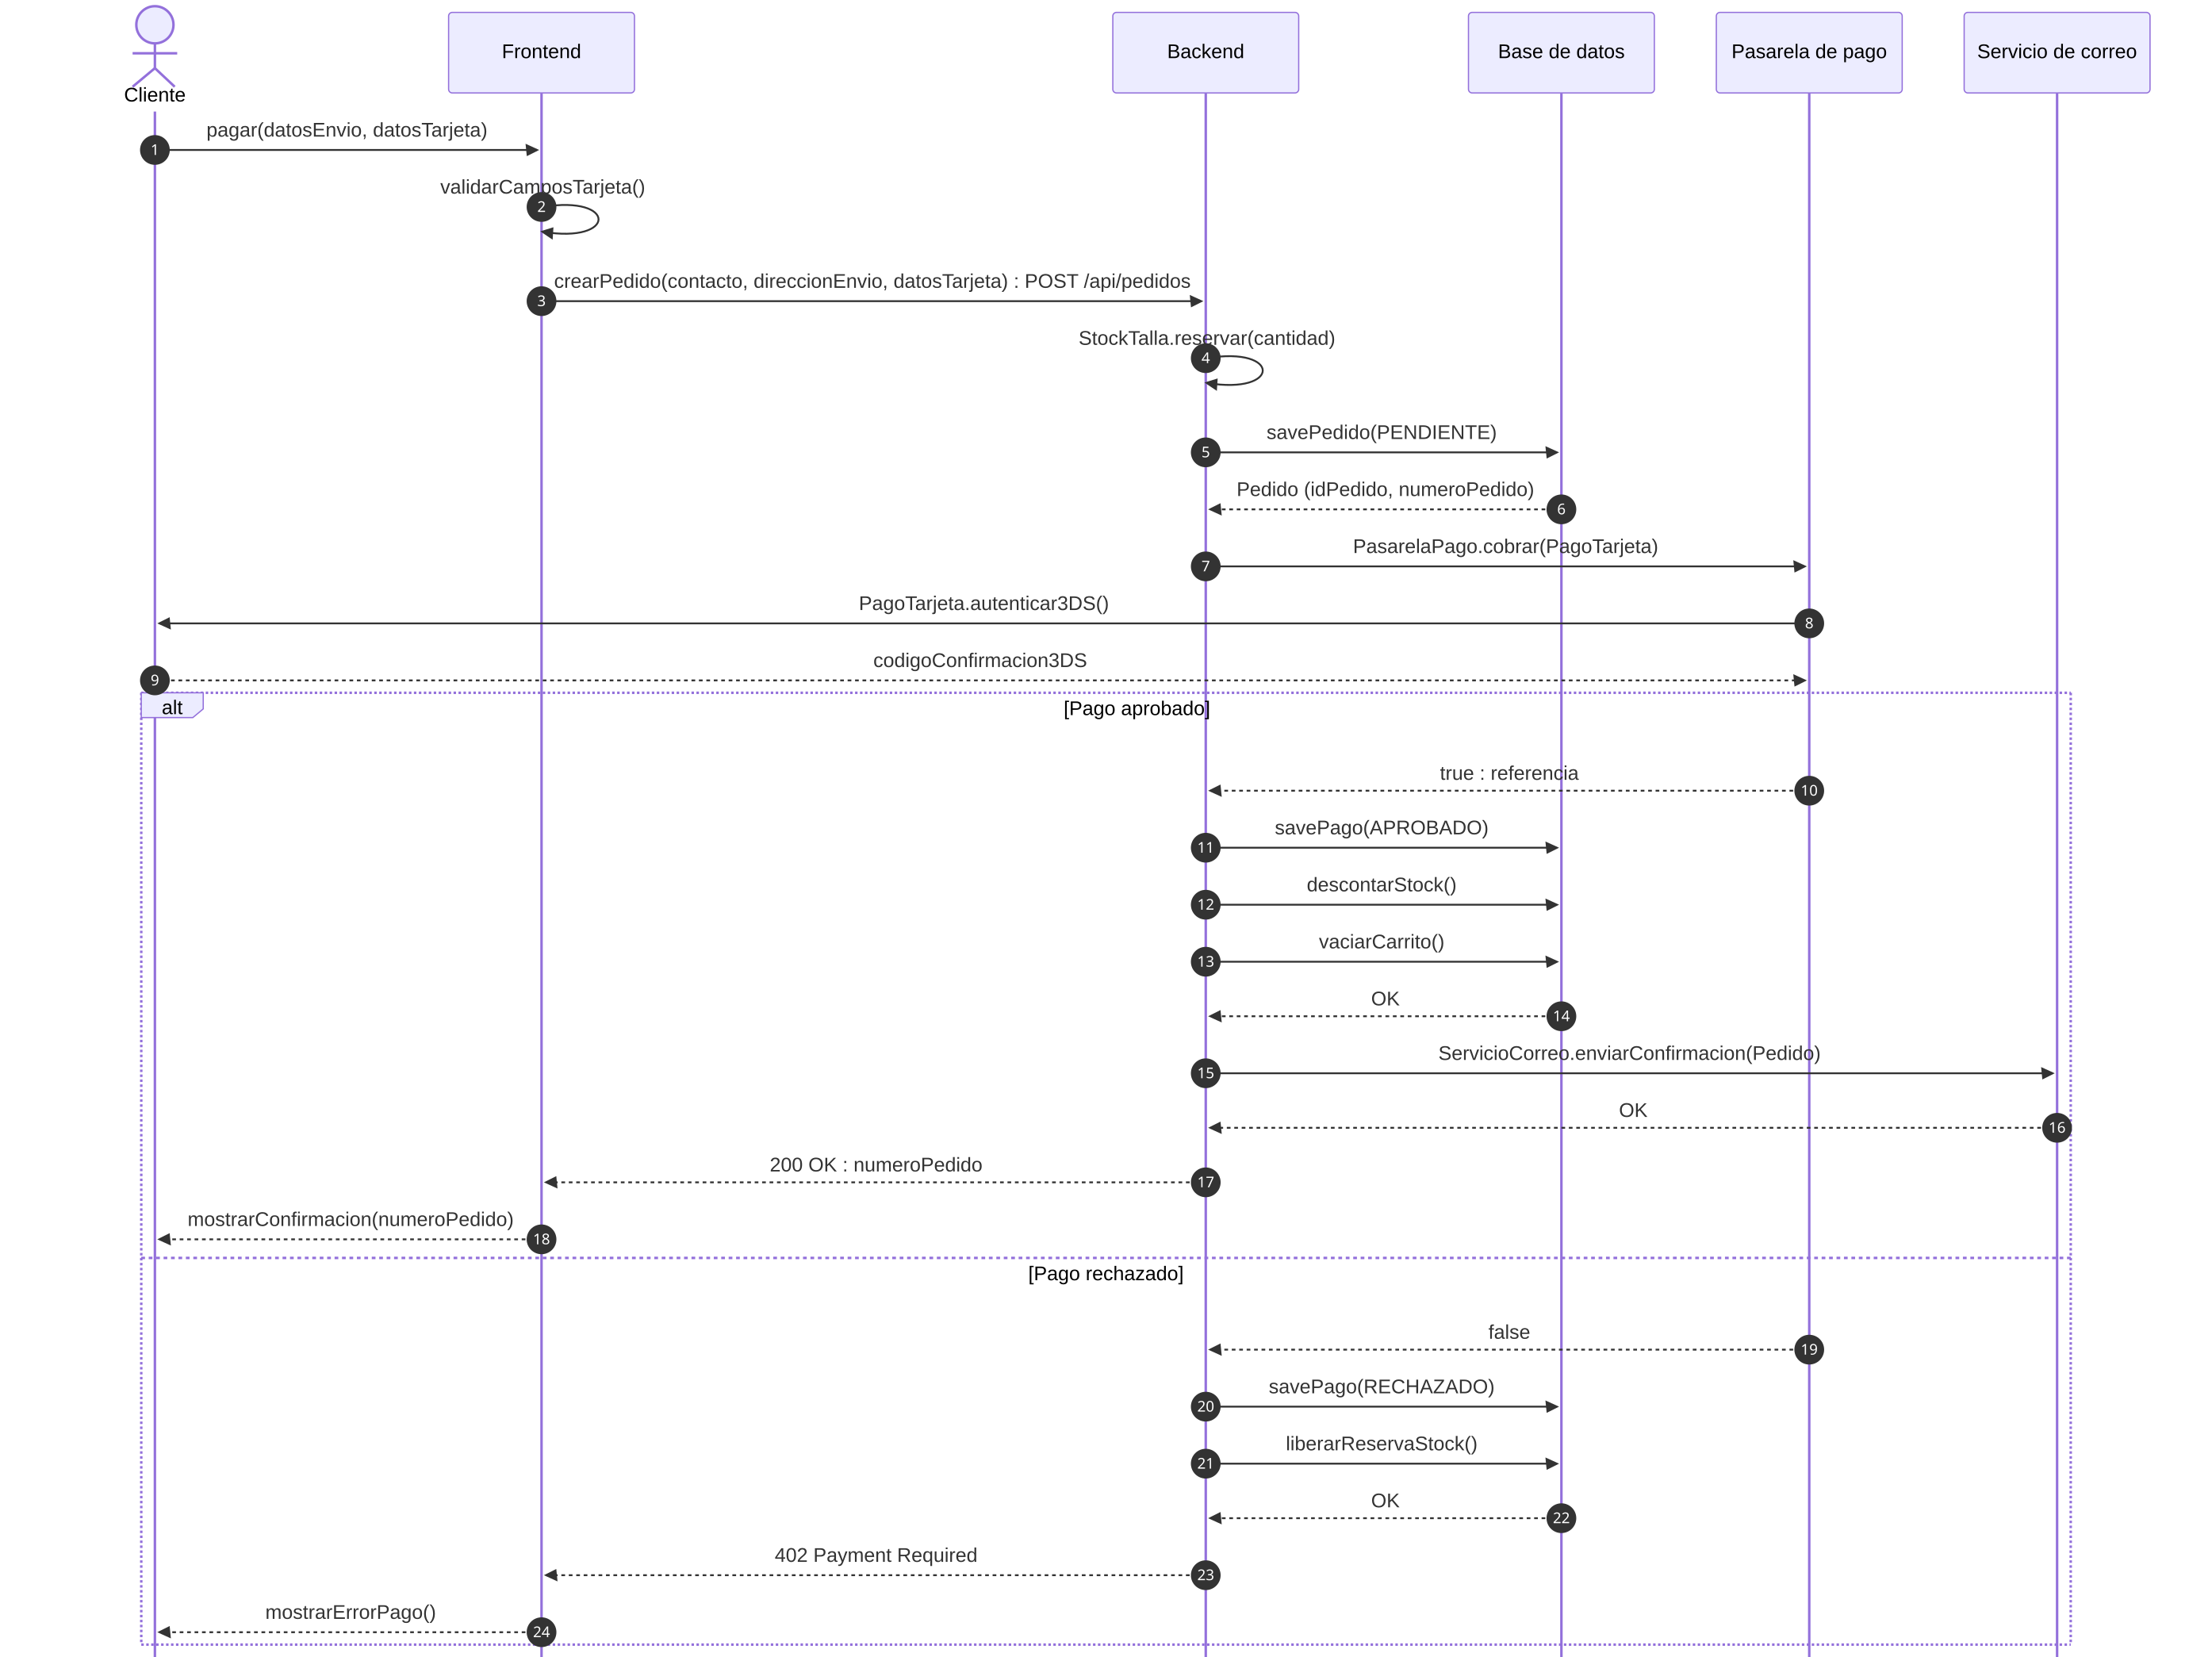 Cliente
Frontend
Backend
Base de datos
Pasarela de pago
Servicio de correo
pagar(datosEnvio, datosTarjeta)
1
validarCamposTarjeta()
2
crearPedido(contacto, direccionEnvio, datosTarjeta) : POST /api/pedidos
3
StockTalla.reservar(cantidad)
4
savePedido(PENDIENTE)
5
Pedido (idPedido, numeroPedido)
6
PasarelaPago.cobrar(PagoTarjeta)
7
PagoTarjeta.autenticar3DS()
8
codigoConfirmacion3DS
9
alt
[Pago aprobado]
true : referencia
10
savePago(APROBADO)
11
descontarStock()
12
vaciarCarrito()
13
OK
14
ServicioCorreo.enviarConfirmacion(Pedido)
15
OK
16
200 OK : numeroPedido
17
mostrarConfirmacion(numeroPedido)
18
[Pago rechazado]
false
19
savePago(RECHAZADO)
20
liberarReservaStock()
21
OK
22
402 Payment Required
23
mostrarErrorPago()
24